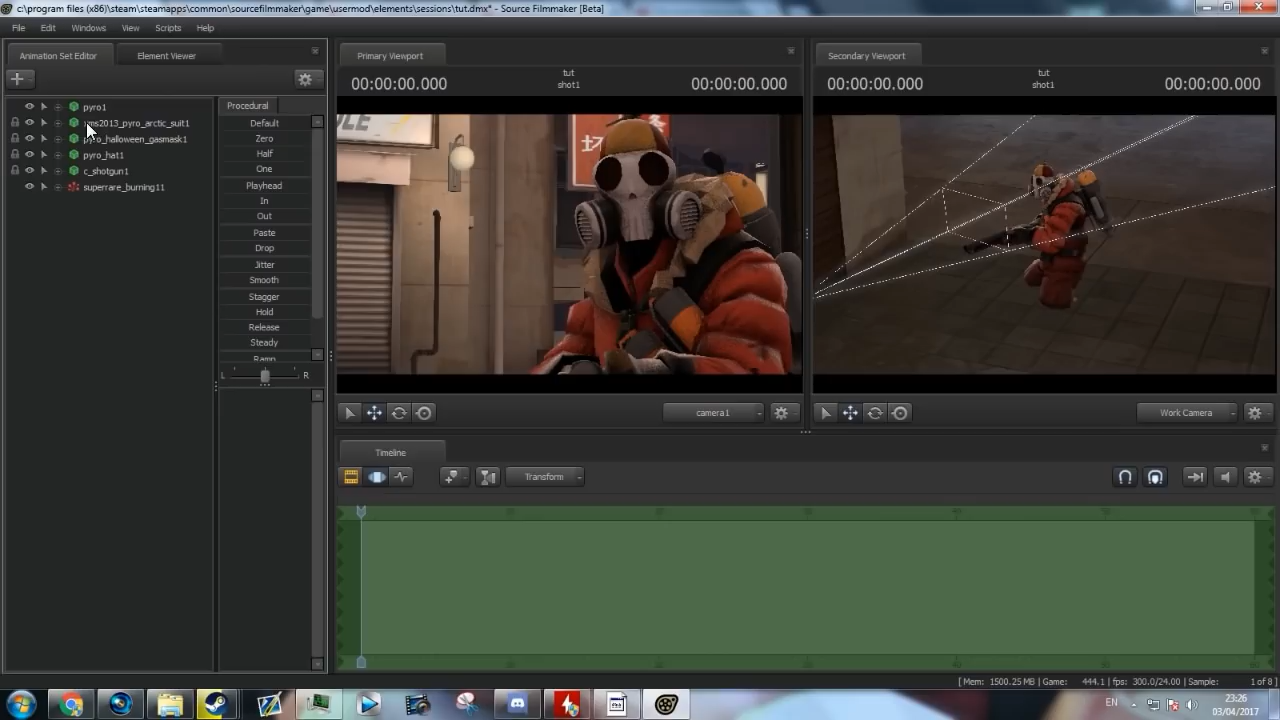 c:\program files (x86)\steam\steamapps\common\sourcefilmmaker\game\usermod\elements\sessions\tut.dmx* - Source Filmmaker [Beta]
File Edit Windows View Scripts Help
Animation Set Editor Element Viewer
Primary Viewport
Secondary Viewport
00:00:00.000 tut 00:00:00.000
shot1
00:00:00.000 tut 00:00:00.000
shot1
pyro1
pyro_arctic_suit1
pyro_halloween_gasmask1
pyro_hat1
c_shotgun1
superrare_burning11
Procedural
Default
Zero
Half
One
Playhead
In
Out
Paste
Drop
Jitter
Smooth
Stagger
Hold
Release
Steady
Ramp
L R
camera1
Work Camera
Timeline
Transform
[ Mem: 1500.25 MB | Game: 444.1 | fps: 300.0/24.00 | Sample: 1 of 8 ]
EN
23:26
03/04/2017